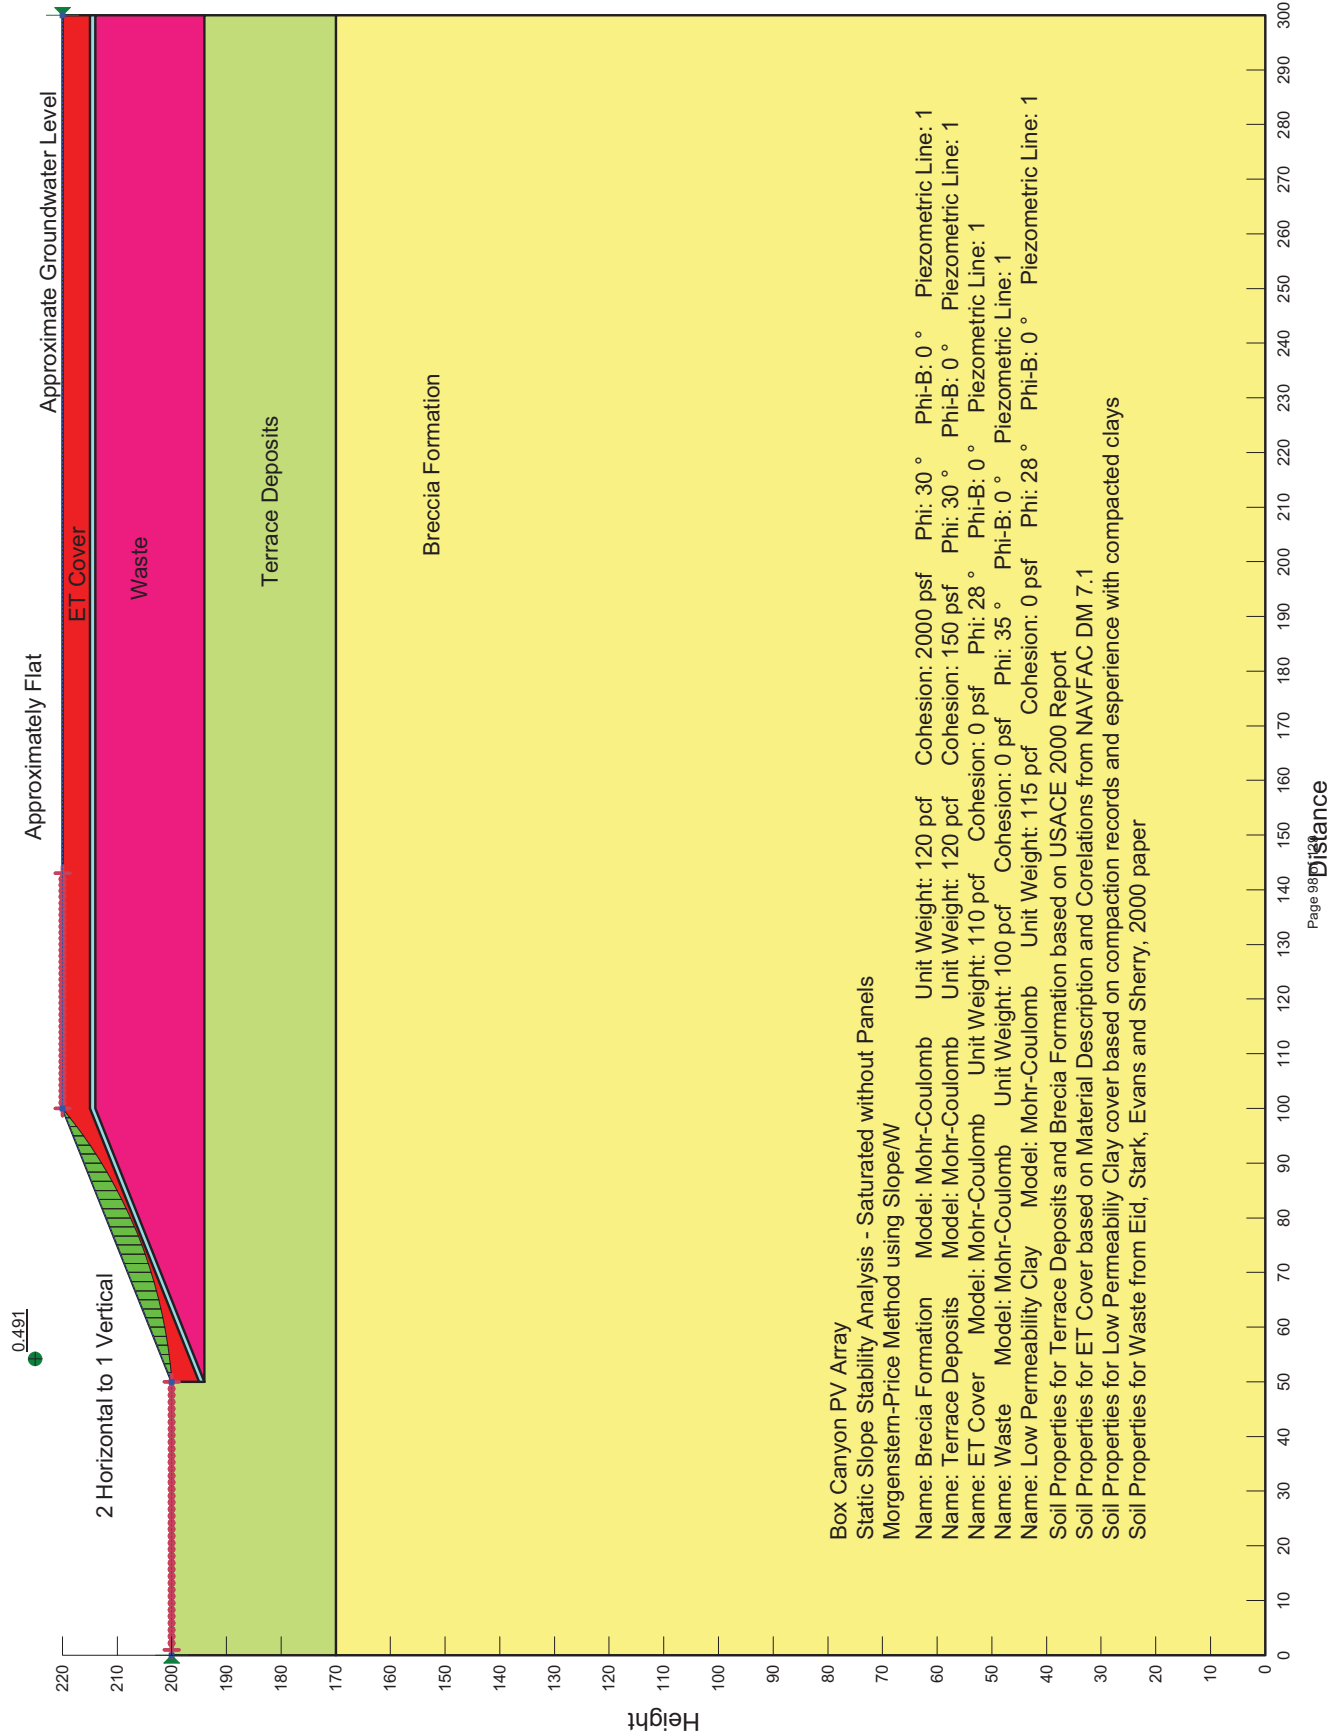 0.491
Approximately Flat
Approximate Groundwater Level
2 Horizontal to 1 Vertical
ET Cover
Waste
Terrace Deposits
Breccia Formation
Box Canyon PV Array
Static Slope Stability Analysis - Saturated without Panels
Morgenstern-Price Method using Slope/W
Name: Brecia Formation Model: Mohr-Coulomb Unit Weight: 120 pcf Cohesion: 2000 psf Phi: 30 ° Phi-B: 0 ° Piezometric Line: 1
Name: Terrace Deposits Model: Mohr-Coulomb Unit Weight: 120 pcf Cohesion: 150 psf Phi: 30 ° Phi-B: 0 ° Piezometric Line: 1
Name: ET Cover Model: Mohr-Coulomb Unit Weight: 110 pcf Cohesion: 0 psf Phi: 28 ° Phi-B: 0 ° Piezometric Line: 1
Name: Waste Model: Mohr-Coulomb Unit Weight: 100 pcf Cohesion: 0 psf Phi: 35 ° Phi-B: 0 ° Piezometric Line: 1
Name: Low Permeability Clay Model: Mohr-Coulomb Unit Weight: 115 pcf Cohesion: 0 psf Phi: 28 ° Phi-B: 0 ° Piezometric Line: 1
Soil Properties for Terrace Deposits and Brecia Formation based on USACE 2000 Report
Soil Properties for ET Cover based on Material Description and Corelations from NAVFAC DM 7.1
Soil Properties for Low Permeabiliy Clay cover based on compaction records and esperience with compacted clays
Soil Properties for Waste from Eid, Stark, Evans and Sherry, 2000 paper
Height
220
210
200
190
180
170
160
150
140
130
120
110
100
90
80
70
60
50
40
30
20
10
0
0 10 20 30 40 50 60 70 80 90 100 110 120 130 140 150 160 170 180 190 200 210 220 230 240 250 260 270 280 290 300
Distance
Page 98 of 129